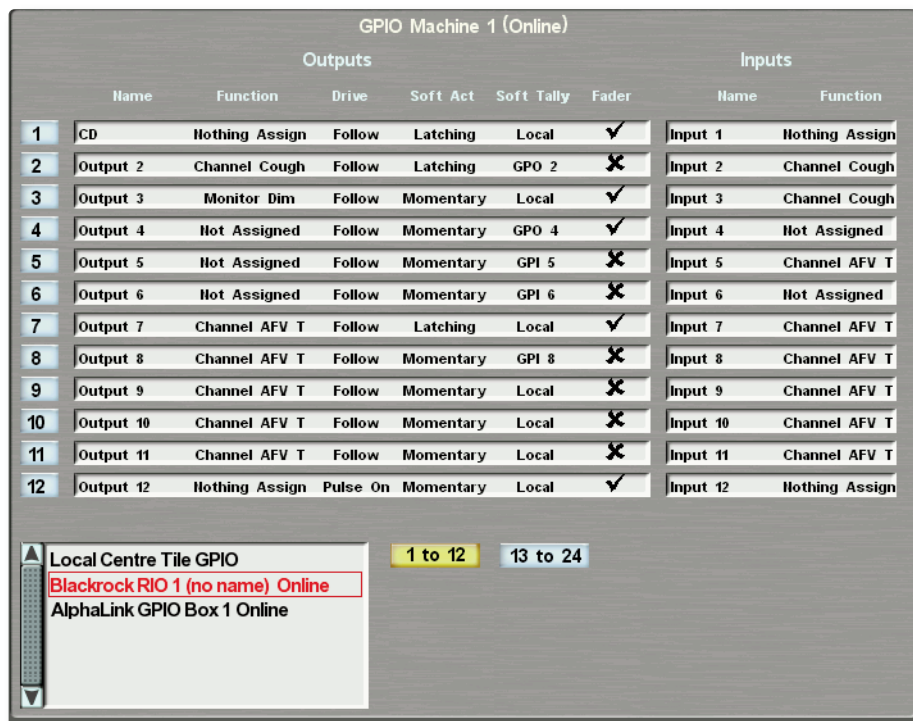 GPIO Machine 1 (Online)
Outputs Inputs
Name Function Drive Soft Act Soft Tally Fader Name Function
1 CD Nothing Assign Follow Latching Local Input 1 Nothing Assign
2 Output 2 Channel Cough Follow Latching GPO 2 Input 2 Channel Cough
3 Output 3 Monitor Dim Follow Momentary Local Input 3 Channel Cough
4 Output 4 Not Assigned Follow Momentary GPO 4 Input 4 Not Assigned
5 Output 5 Not Assigned Follow Momentary GPI 5 Input 5 Channel AFV T
6 Output 6 Not Assigned Follow Momentary GPI 6 Input 6 Not Assigned
7 Output 7 Channel AFV T Follow Latching Local Input 7 Channel AFV T
8 Output 8 Channel AFV T Follow Momentary GPI 8 Input 8 Channel AFV T
9 Output 9 Channel AFV T Follow Momentary Local Input 9 Channel AFV T
10 Output 10 Channel AFV T Follow Momentary Local Input 10 Channel AFV T
11 Output 11 Channel AFV T Follow Momentary Local Input 11 Channel AFV T
12 Output 12 Nothing Assign Pulse On Momentary Local Input 12 Nothing Assign
Local Centre Tile GPIO 1 to 12 13 to 24
Blackrock RIO 1 (no name) Online
AlphaLink GPIO Box 1 Online